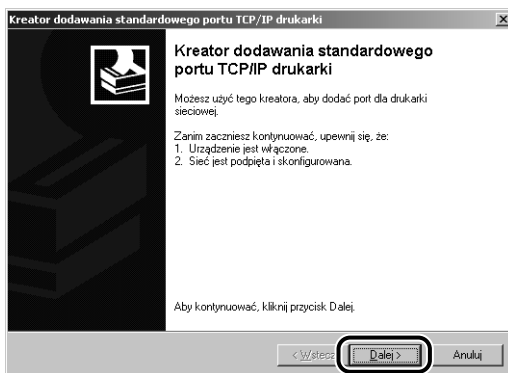 Kreator dodawania standardowego portu TCP/IP drukarki
Kreator dodawania standardowego
portu TCP/IP drukarki
Możesz użyć tego kreatora, aby dodać port dla drukarki
sieciowej.
Zanim zaczniesz kontynuować, upewnij się, że:
1. Urządzenie jest włączone.
2. Sieć jest podpięta i skonfigurowana.
Aby kontynuować, kliknij przycisk Dalej.
< Wstecz
Dalej >
Anuluj